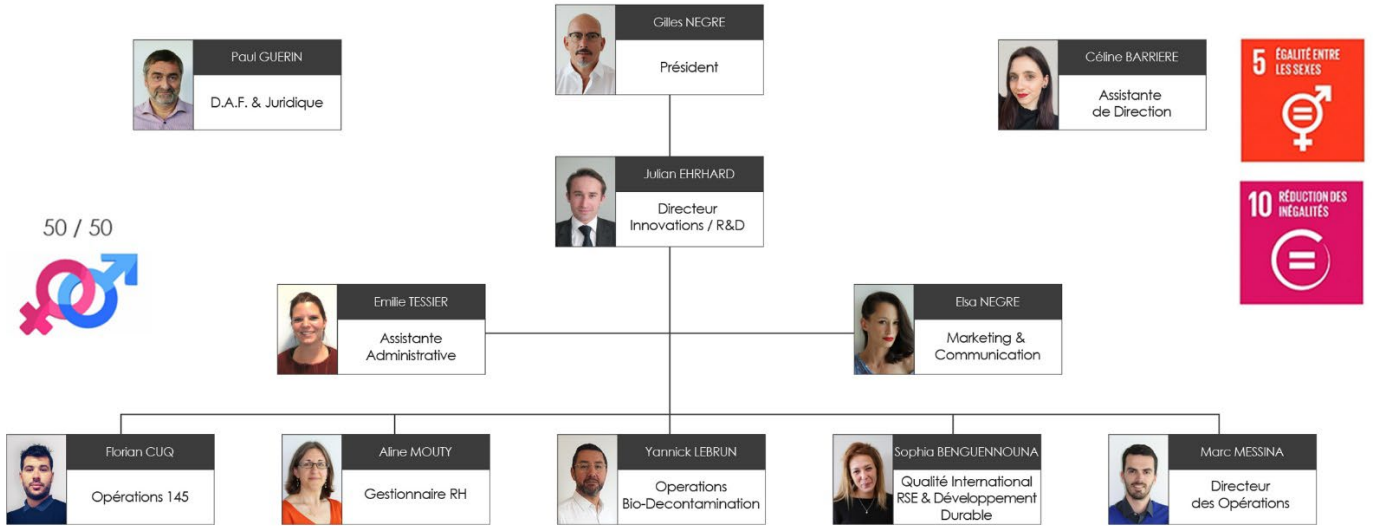 Gilles NEGRE
Président
Paul GUERIN
D.A.F. & Juridique
Céline BARRIERE
Assistante
de Direction
5 ÉGALITÉ ENTRE
LES SEXES
Julian EHRHARD
Directeur
Innovations / R&D
10 RÉDUCTION DES
INÉGALITÉS
50 / 50
Emilie TESSIER
Assistante
Administrative
Elsa NEGRE
Marketing &
Communication
Florian CUQ
Opérations 145
Aline MOUTY
Gestionnaire RH
Yannick LEBRUN
Operations
Bio-Decontamination
Sophia BENGUENNOUNA
Qualité International
RSE & Développement
Durable
Marc MESSINA
Directeur
des Opérations